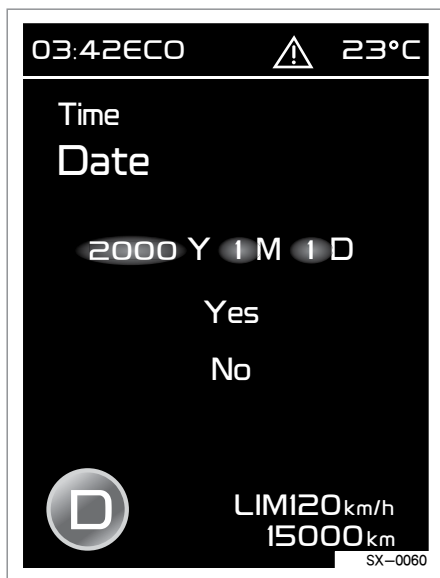 03:42ECO 23°C
Time
Date
2000 Y 1 M 1 D
Yes
No
D
LIM120km/h
15000km
SX-0060